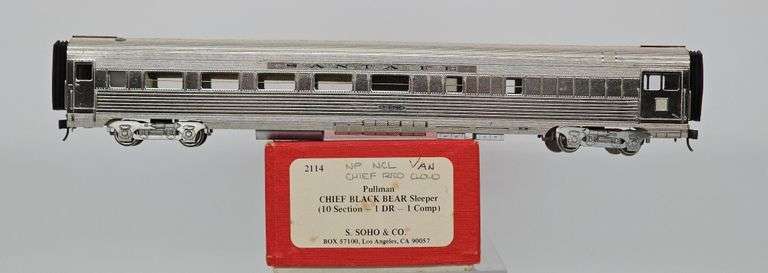 SANTA FE
2114 NP NCL VAN
CHIEF RED CLOUD
Pullman
CHIEF BLACK BEAR Sleeper
(10 Section — 1 DR — 1 Comp)
S. SOHO & CO.
BOX 57100, Los Angeles, CA 90057